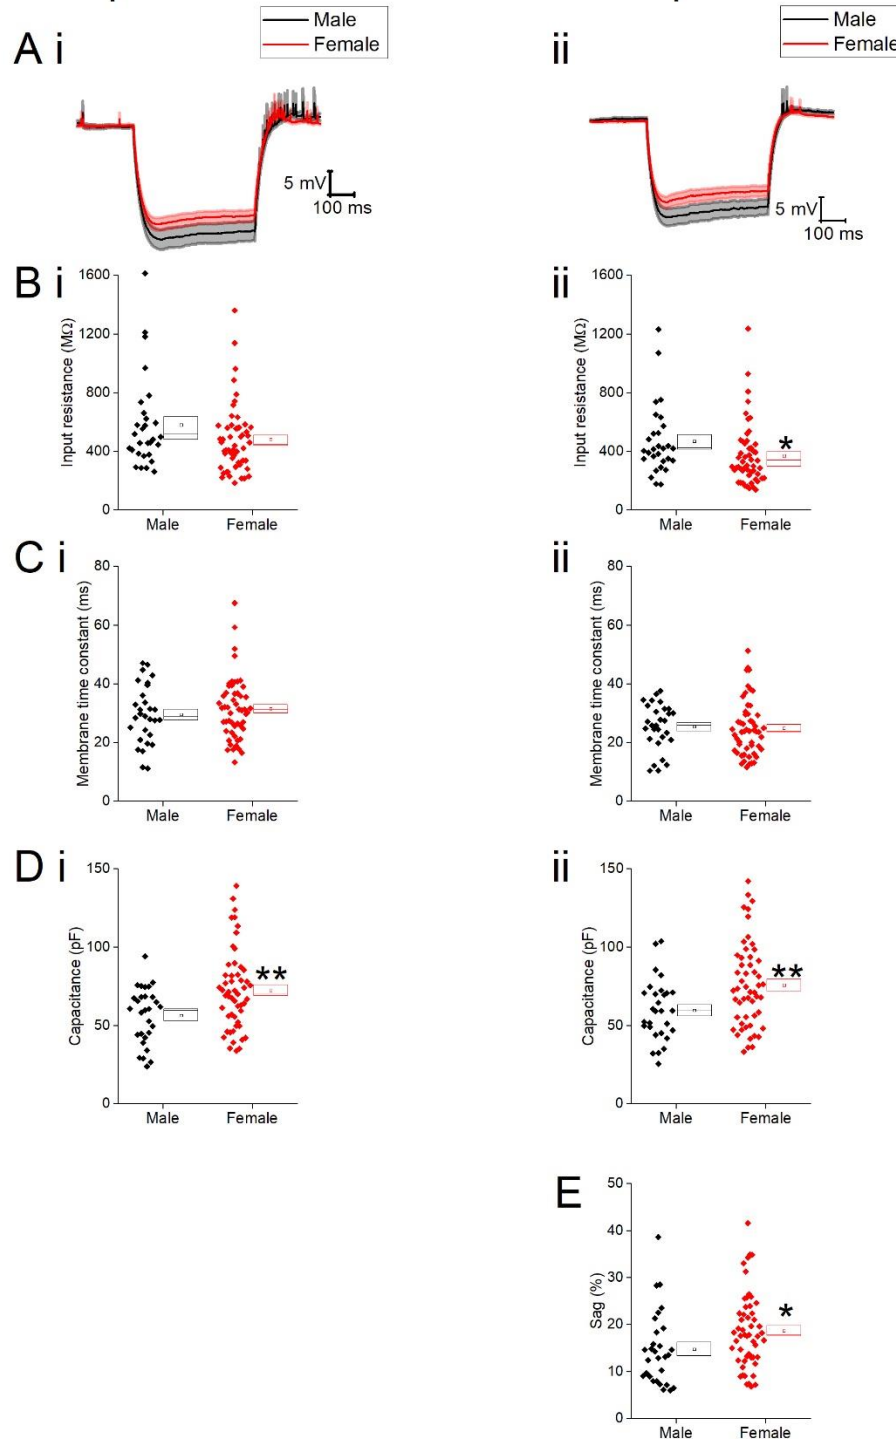 Male
Female
Male
Female
A i
ii
5 mV
100 ms
5 mV
100 ms
B i
ii
Input resistance (MΩ)
1600
1200
800
400
0
Male
Female
Input resistance (MΩ)
1600
1200
800
400
0
*
Male
Female
C i
ii
Membrane time constant (ms)
80
60
40
20
0
Male
Female
Membrane time constant (ms)
80
60
40
20
0
Male
Female
D i
ii
Capacitance (pF)
150
100
50
0
**
Male
Female
Capacitance (pF)
150
100
50
0
**
Male
Female
E
Sag (%)
50
40
30
20
10
0
*
Male
Female